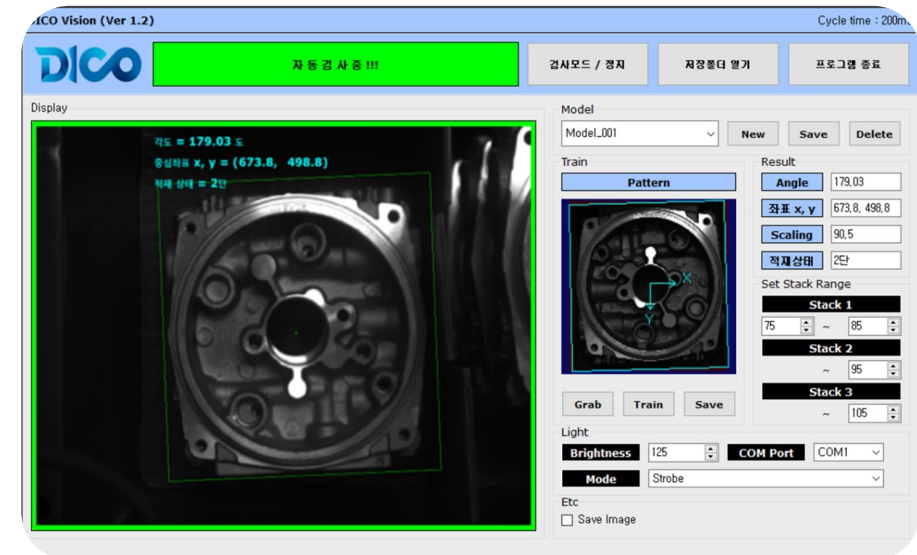 DICO Vision (Ver 1.2)
Cycle time : 200m
DICO
자 동 검 사 중 !!!
검사모드 / 정지
저장폴더 열기
프로그램 종료
Display
각도 = 179.03 도
중심좌표 x, y = (673.8, 498.8)
적재 상태 = 2단
Model
Model_001
New
Save
Delete
Train
Pattern
X
Y
Grab
Train
Save
Result
Angle
179,03
좌표 x, y
673,8, 498,8
Scaling
90,5
적재상태
2단
Set Stack Range
Stack 1
75 ~ 85
Stack 2
~ 95
Stack 3
~ 105
Light
Brightness
125
COM Port
COM1
Mode
Strobe
Etc
Save Image